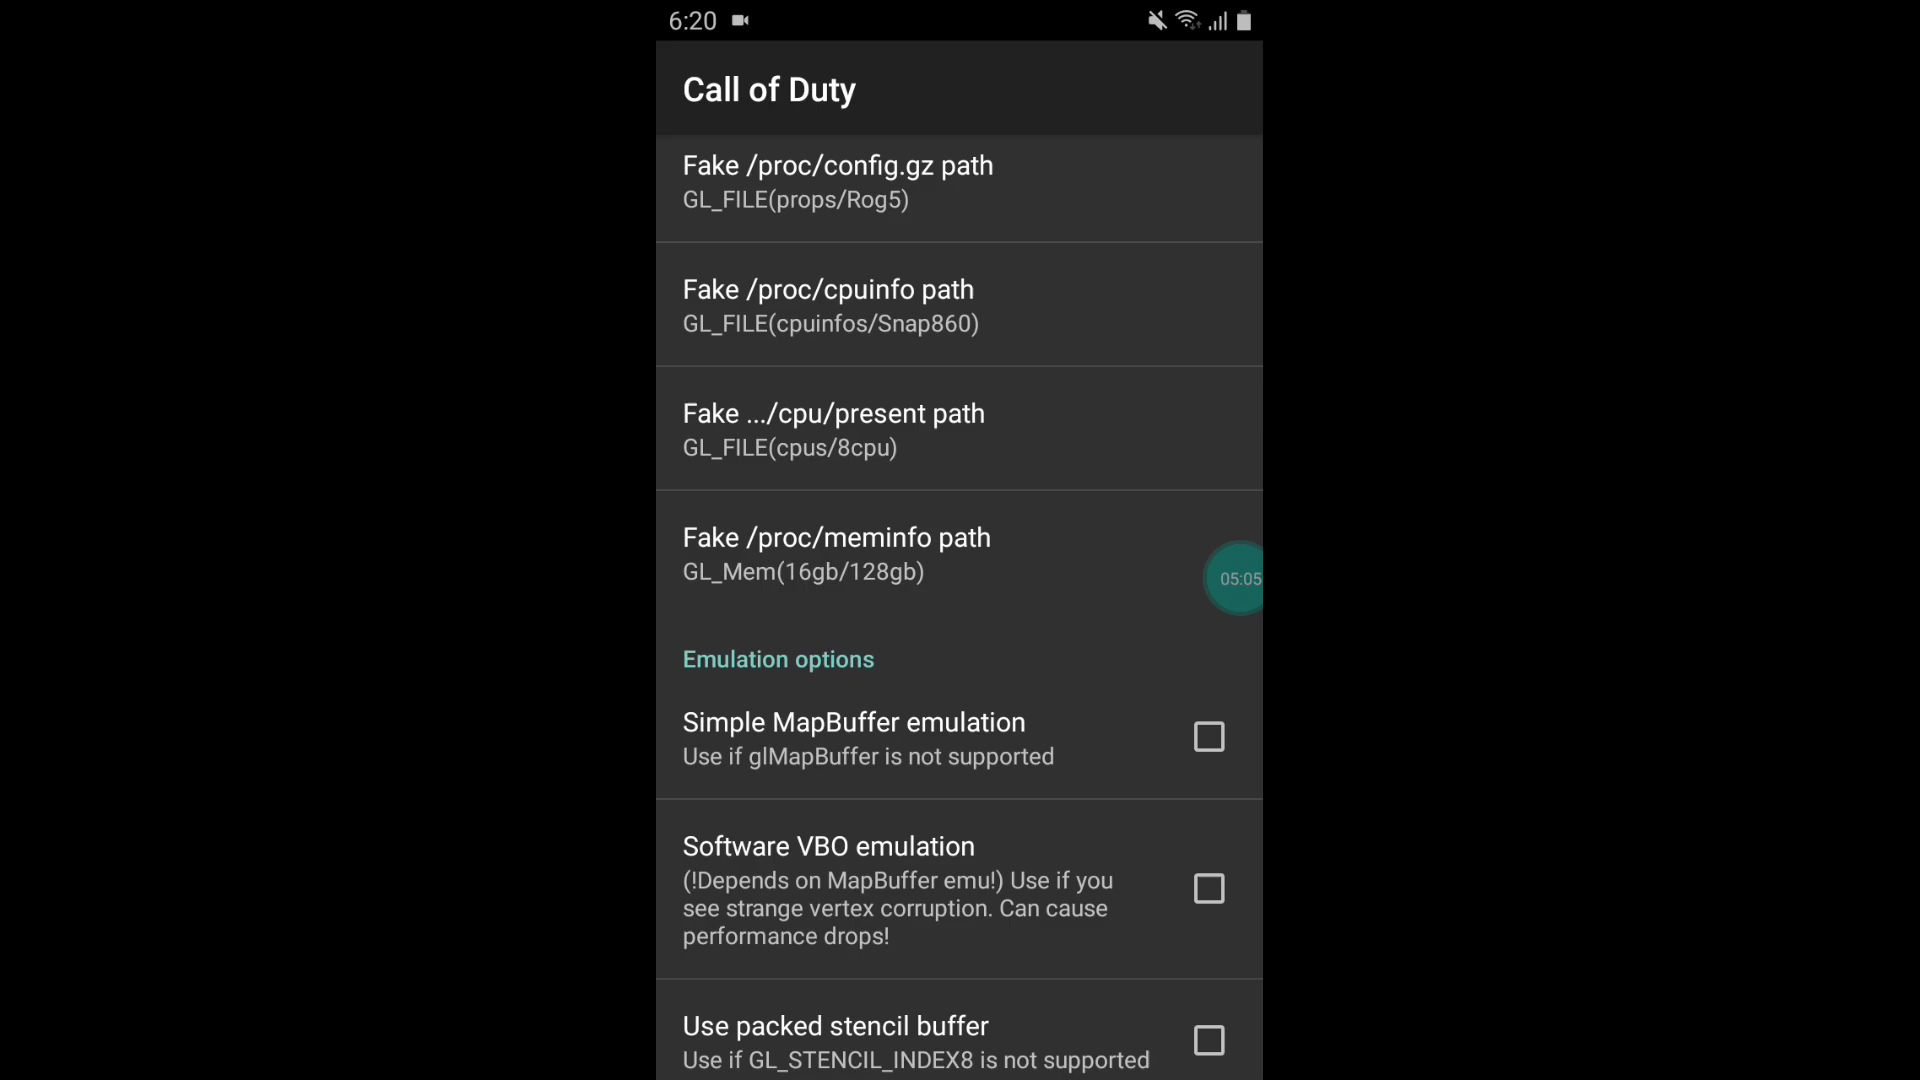 6:20
Call of Duty
Fake /proc/config.gz path
GL_FILE(props/Rog5)
Fake /proc/cpuinfo path
GL_FILE(cpuinfos/Snap860)
Fake .../cpu/present path
GL_FILE(cpus/8cpu)
Fake /proc/meminfo path
GL_Mem(16gb/128gb)
05:05
Emulation options
Simple MapBuffer emulation
Use if glMapBuffer is not supported
Software VBO emulation
(!Depends on MapBuffer emu!) Use if you
see strange vertex corruption. Can cause
performance drops!
Use packed stencil buffer
Use if GL_STENCIL_INDEX8 is not supported